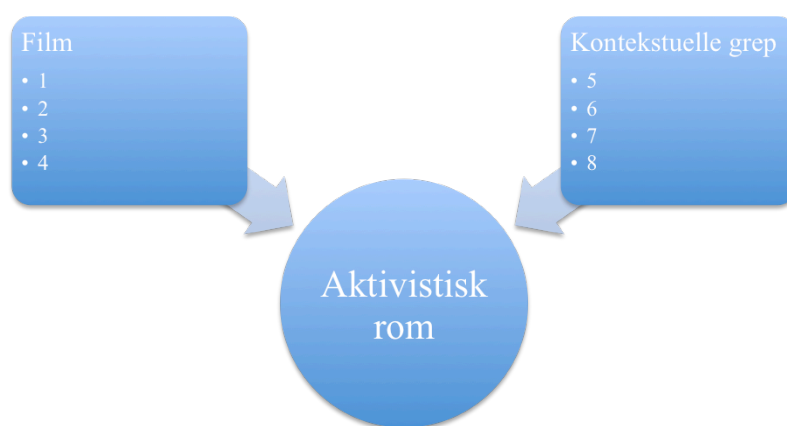 Film
• 1
• 2
• 3
• 4
Kontekstuelle grep
• 5
• 6
• 7
• 8
Aktivistisk
rom